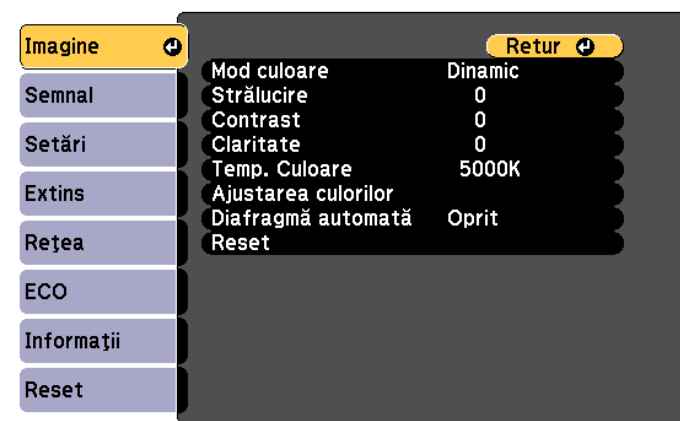 Imagine
Semnal
Setări
Extins
Reţea
ECO
Informaţii
Reset
Retur
Mod culoare Dinamic
Strălucire 0
Contrast 0
Claritate 0
Temp. Culoare 5000K
Ajustarea culorilor
Diafragmă automată Oprit
Reset